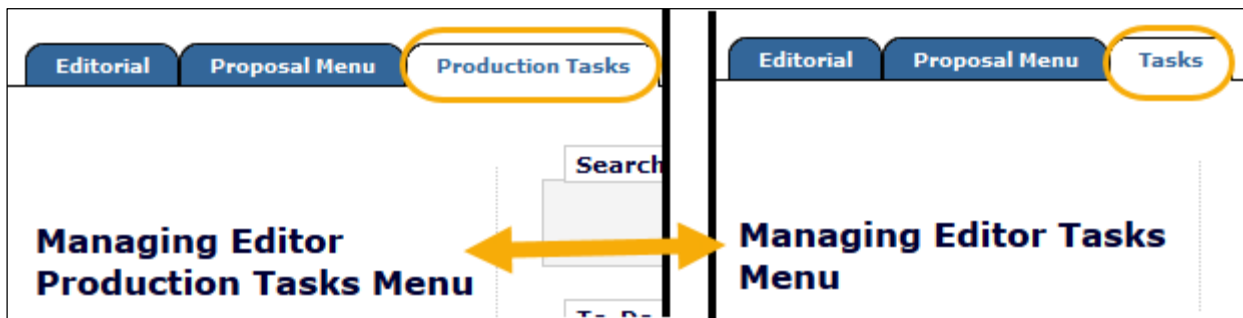 Editorial Proposal Menu Production Tasks
Search
Managing Editor
Production Tasks Menu
Editorial Proposal Menu Tasks
Managing Editor Tasks
Menu